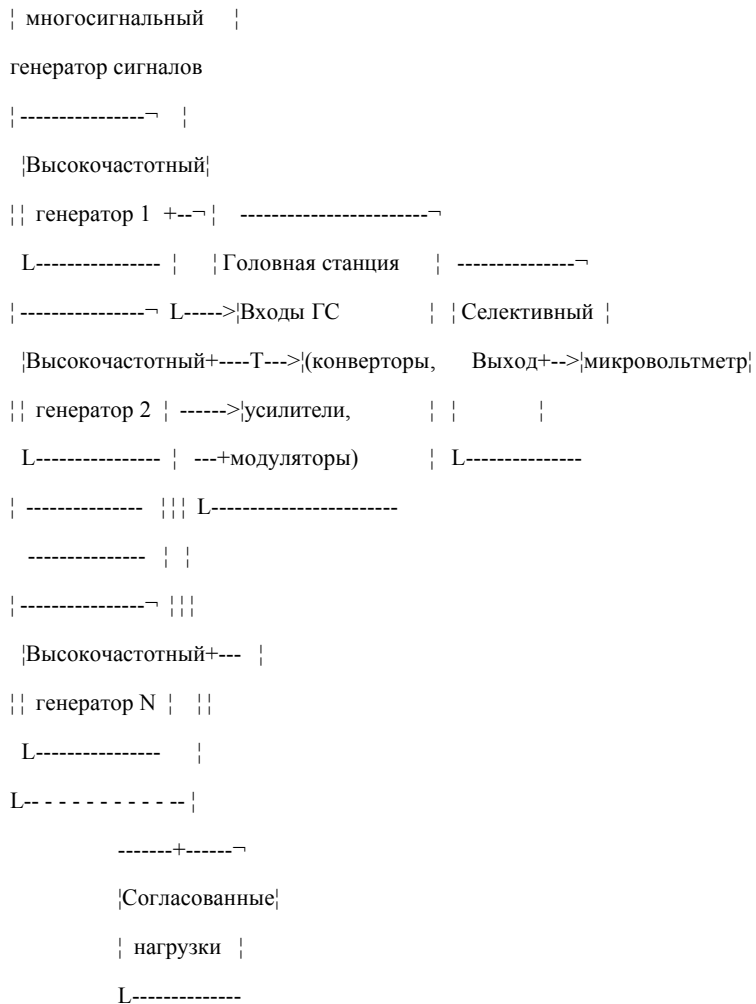 ¦ многосигнальный ¦
генератор сигналов
¦ ----------------¬ ¦
¦Высокочастотный¦
¦¦ генератор 1 +--¬ ¦ ------------------------¬
L---------------- ¦ ¦ Головная станция ¦ ---------------¬
¦ ----------------¬ L----->¦Входы ГС ¦ ¦ Селективный ¦
¦Высокочастотный+----T--->¦(конверторы, Выход+-->¦микровольтметр¦
¦¦ генератор 2 ¦ ------>¦усилители, ¦ ¦ ¦
L---------------- ¦ ---+модуляторы) ¦ L---------------
¦ --------------- ¦¦¦ L------------------------
--------------- ¦ ¦
¦ ----------------¬ ¦¦¦
¦Высокочастотный+--- ¦
¦¦ генератор N ¦ ¦¦
L---------------- ¦
L-- - - - - - - - - - -- ¦
-------+------¬
¦Согласованные¦
¦ нагрузки ¦
L--------------